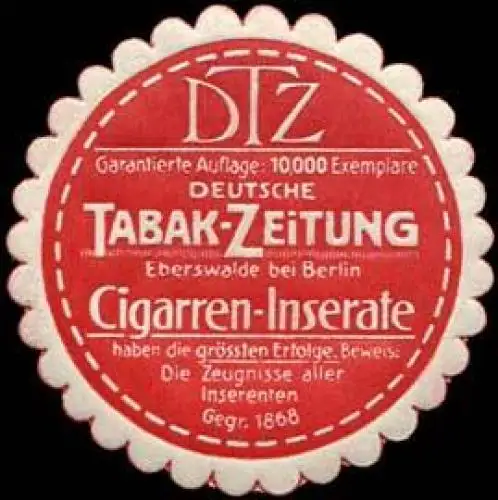 DTZ
Garantierte Auflage: 10,000 Exemplare
DEUTSCHE
TABAK-ZEiTUNG
Eberswalde bei Berlin
Cigarren-Inserate
haben die grössten Erfolge. Beweis:
Die Zeugnisse aller
Inserenten
Gegr. 1868